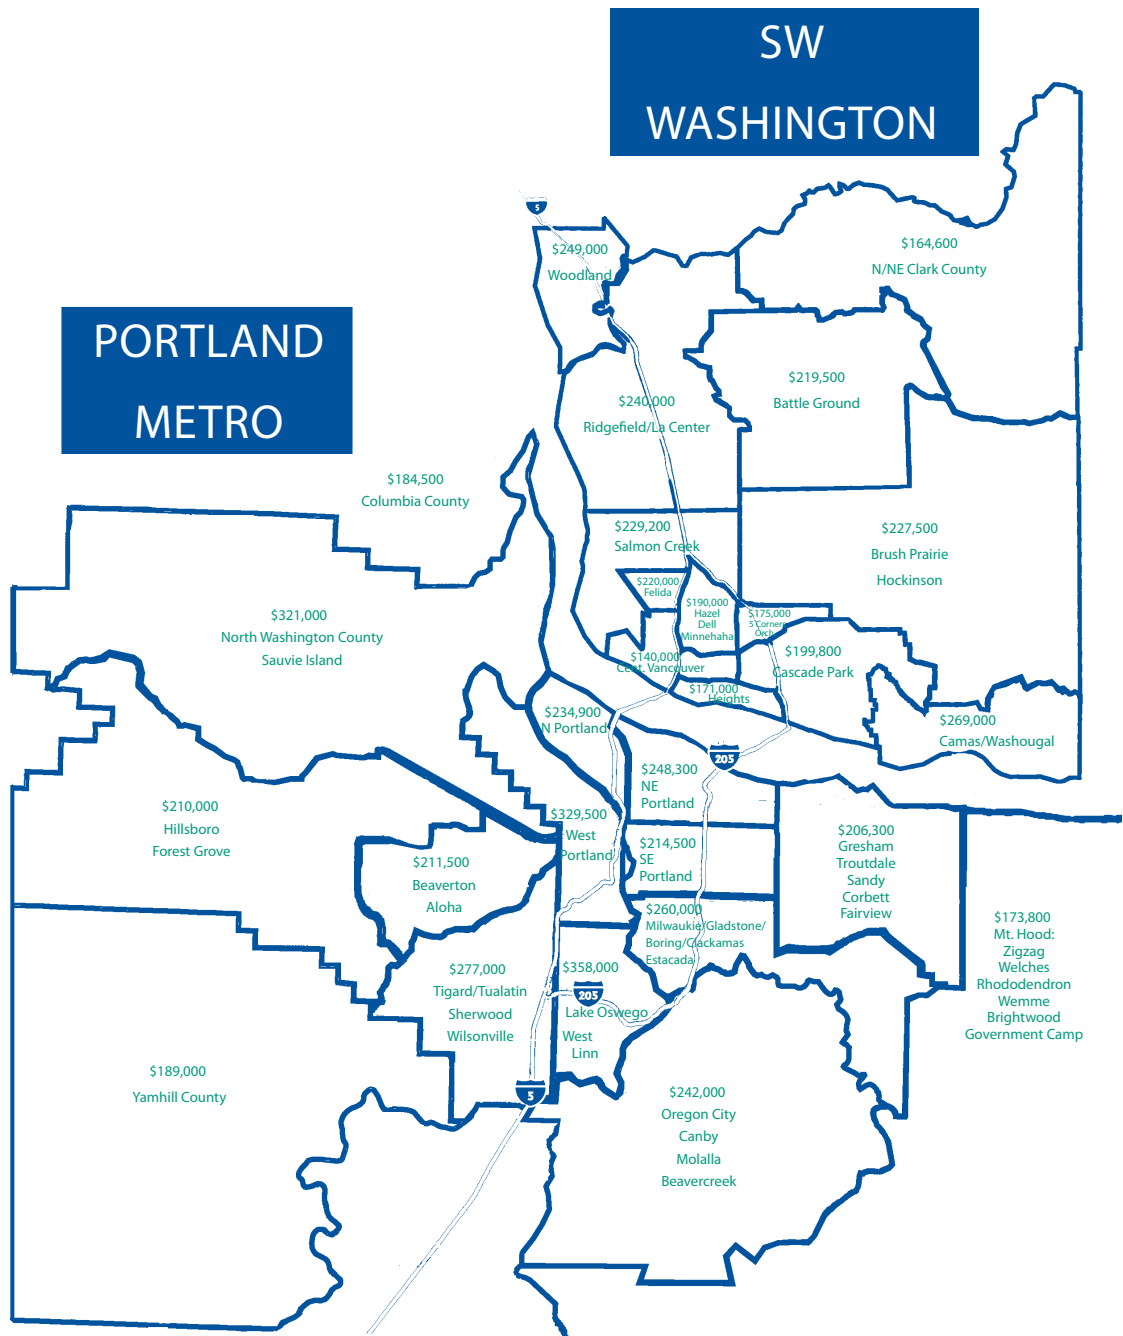 SW
WASHINGTON
5
$249,000
Woodland
$164,600
N/NE Clark County
PORTLAND
METRO
$219,500
Battle Ground
$240,000
Ridgefield/La Center
$184,500
Columbia County
$229,200
Salmon Creek
$227,500
Brush Prairie
Hockinson
$220,000
Felida
$190,000
Hazel
Dell
Minnehaha
$175,000
5 Corners
Orch.
$321,000
North Washington County
Sauvie Island
$140,000
Cent. Vancouver
$199,800
Cascade Park
$171,000
Heights
$269,000
Camas/Washougal
$234,900
N Portland
205
$248,300
NE
Portland
$210,000
Hillsboro
Forest Grove
$329,500
West
Portland
$214,500
SE
Portland
$206,300
Gresham
Troutdale
Sandy
Corbett
Fairview
$211,500
Beaverton
Aloha
$260,000
Milwaukie/Gladstone/
Boring/Clackamas
Estacada
$173,800
Mt. Hood:
Zigzag
Welches
Rhododendron
Wemme
Brightwood
Government Camp
$277,000
Tigard/Tualatin
Sherwood
Wilsonville
$358,000
205
Lake Oswego
West
Linn
$189,000
Yamhill County
5
$242,000
Oregon City
Canby
Molalla
Beavercreek